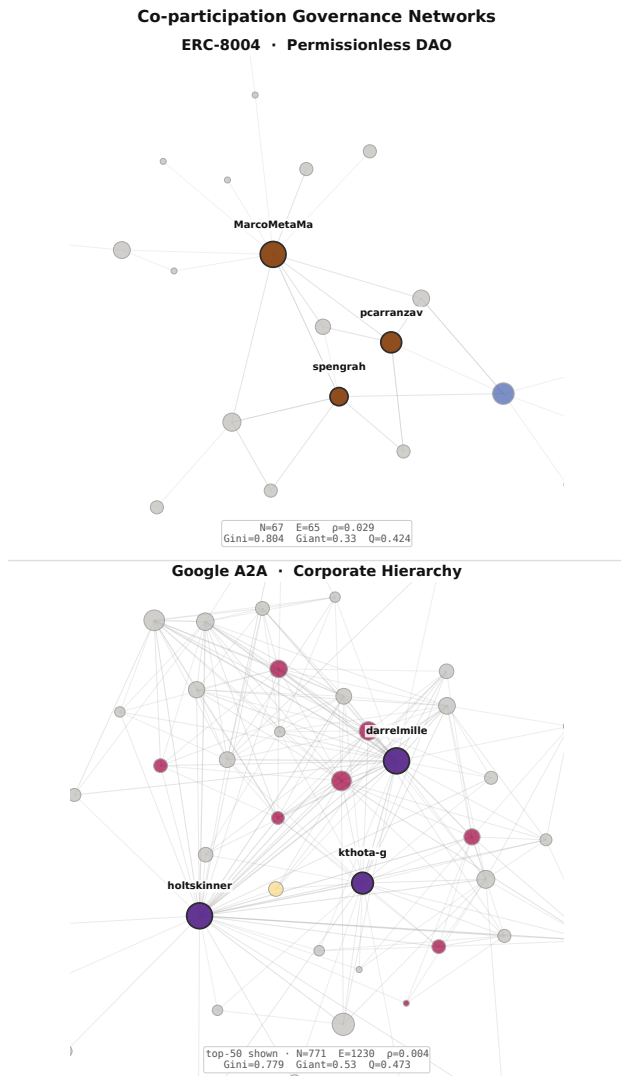 Co-participation Governance Networks
ERC-8004 · Permissionless DAO
MarcoMetaMa
pcarranzav
spengrah
N=67 E=65 ρ=0.029
Gini=0.804 Giant=0.33 Q=0.424
Google A2A · Corporate Hierarchy
darrelmille
kthota-g
holtskinner
top-50 shown · N=771 E=1230 ρ=0.004
Gini=0.779 Giant=0.53 Q=0.473